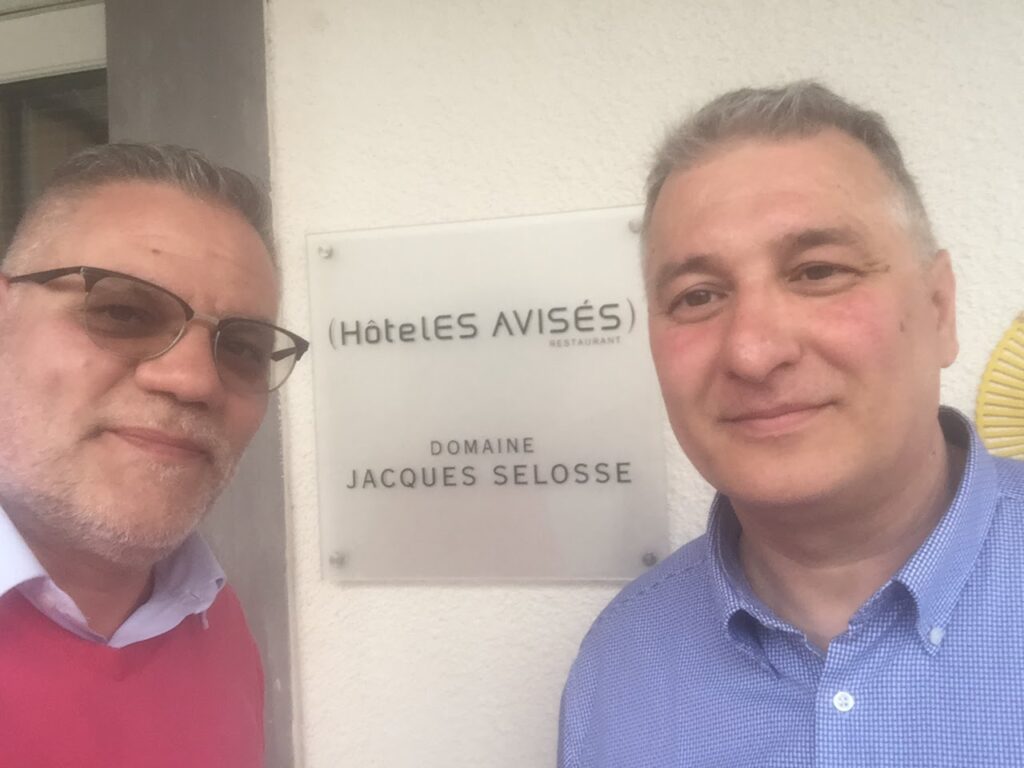 (HôtelES AVISÉS)
RESTAURANT
DOMAINE
JACQUES SELOSSE